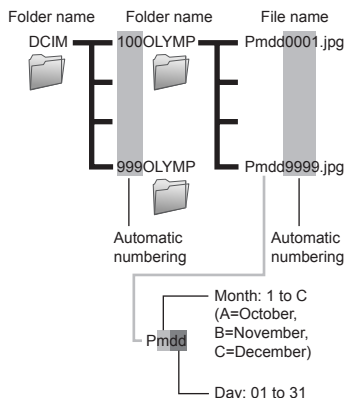 Folder name Folder name File name
DCIM 100OLYMP Pmdd0001.jpg
999OLYMP Pmdd9999.jpg
Automatic numbering Automatic numbering
Month: 1 to C
(A=October,
B=November,
C=December)
Pmdd
Day: 01 to 31